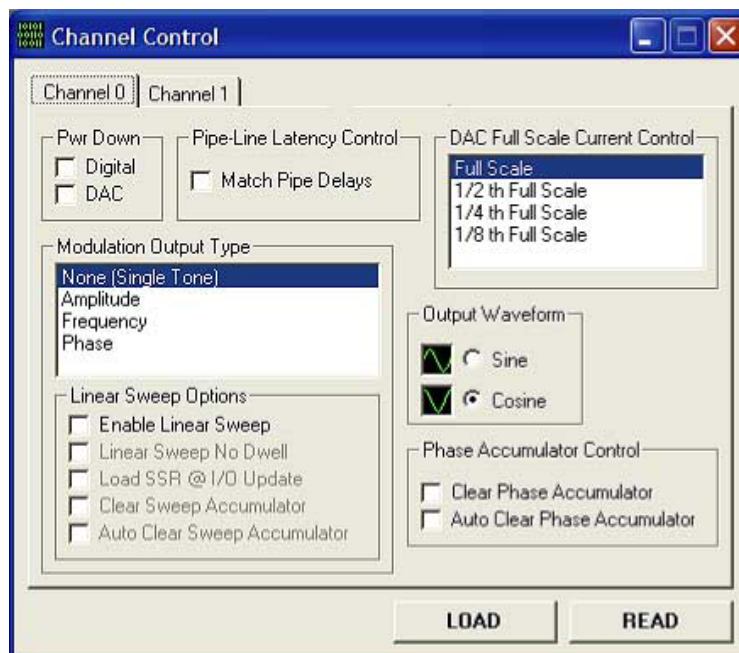 10101
10110
10011
Channel Control
Channel 0
Channel 1
Pwr Down
Digital
DAC
Pipe-Line Latency Control
Match Pipe Delays
DAC Full Scale Current Control
Full Scale
1/2 th Full Scale
1/4 th Full Scale
1/8 th Full Scale
Modulation Output Type
None (Single Tone)
Amplitude
Frequency
Phase
Output Waveform
Sine
Cosine
Linear Sweep Options
Enable Linear Sweep
Linear Sweep No Dwell
Load SSR @ I/O Update
Clear Sweep Accumulator
Auto Clear Sweep Accumulator
Phase Accumulator Control
Clear Phase Accumulator
Auto Clear Phase Accumulator
LOAD
READ